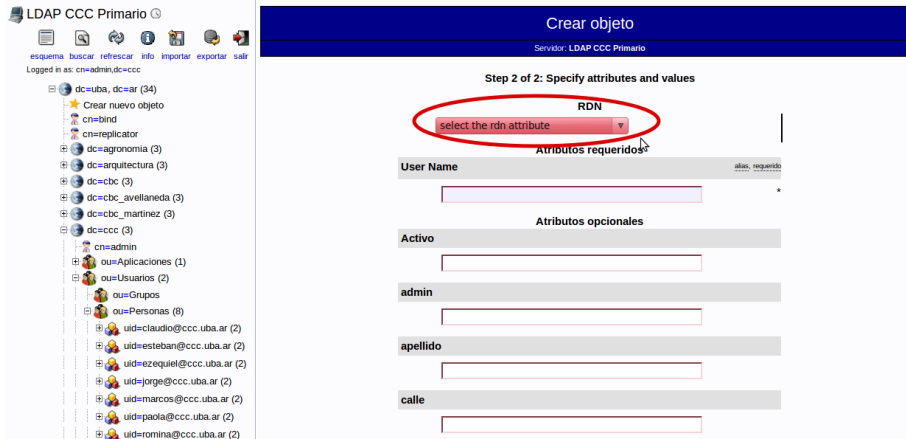 LDAP CCC Primario
esquema buscar refrescar info importar exportar salir
Logged in as: cn=admin,dc=ccc
dc=uba, dc=ar (34)
Crear nuevo objeto
cn=bind
cn=replicator
dc=agronomia (3)
dc=arquitectura (3)
dc=cbc (3)
dc=cbc_avellaneda (3)
dc=cbc_martinez (3)
dc=ccc (3)
cn=admin
ou=Aplicaciones (1)
ou=Usuarios (2)
ou=Grupos
ou=Personas (8)
uid=claudio@ccc.uba.ar (2)
uid=esteban@ccc.uba.ar (2)
uid=ezequiel@ccc.uba.ar (2)
uid=jorge@ccc.uba.ar (2)
uid=marcos@ccc.uba.ar (2)
uid=paola@ccc.uba.ar (2)
uid=romina@ccc.uba.ar (2)
Crear objeto
Servidor: LDAP CCC Primario
Step 2 of 2: Specify attributes and values
RDN
select the rdn attribute
Atributos requeridos
User Name alias, requerido
*
Atributos opcionales
Activo
admin
apellido
calle